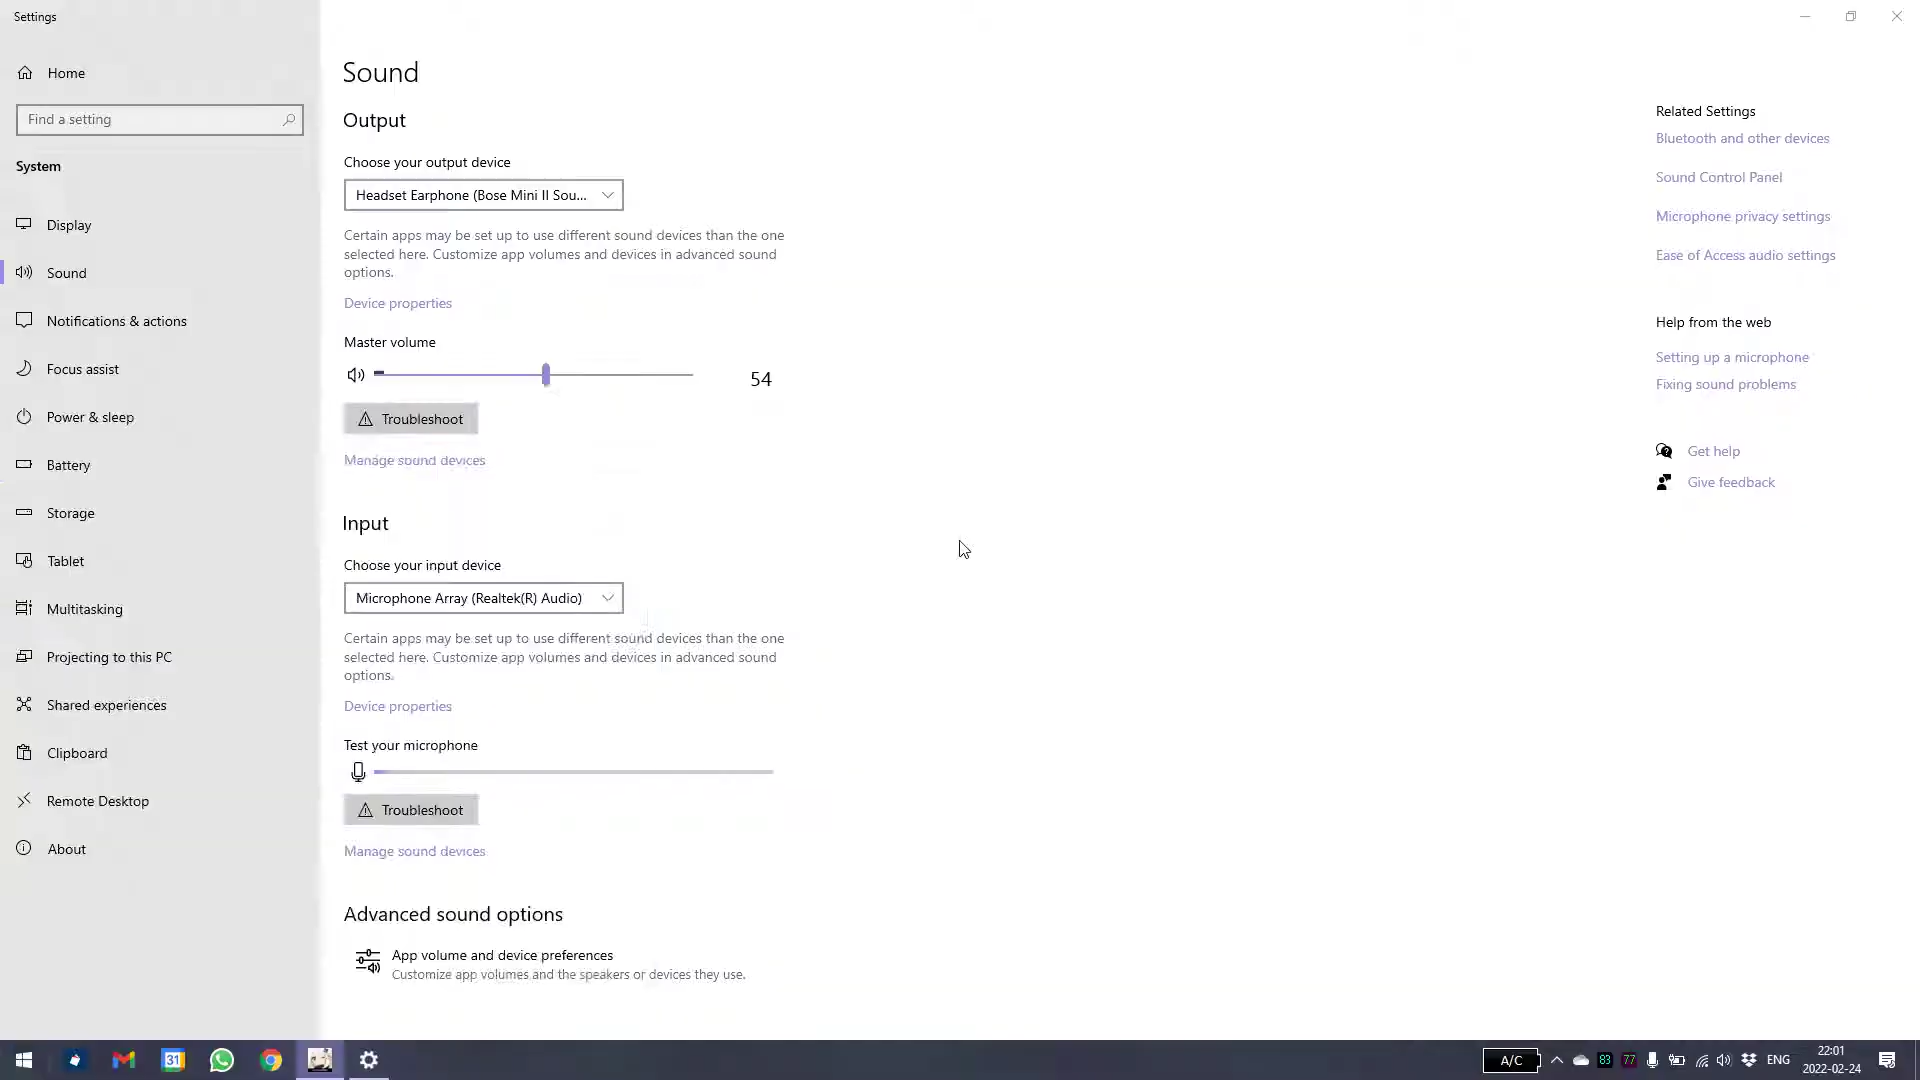 Settings
Home
Find a setting
System
Display
Sound
Notifications & actions
Focus assist
Power & sleep
Battery
Storage
Tablet
Multitasking
Projecting to this PC
Shared experiences
Clipboard
Remote Desktop
About
Sound
Output
Choose your output device
Headset Earphone (Bose Mini II Sou...
Certain apps may be set up to use different sound devices than the one
selected here. Customize app volumes and devices in advanced sound
options.
Device properties
Master volume
54
Troubleshoot
Manage sound devices
Input
Choose your input device
Microphone Array (Realtek(R) Audio)
Certain apps may be set up to use different sound devices than the one
selected here. Customize app volumes and devices in advanced sound
options.
Device properties
Test your microphone
Troubleshoot
Manage sound devices
Advanced sound options
App volume and device preferences
Customize app volumes and the speakers or devices they use.
Related Settings
Bluetooth and other devices
Sound Control Panel
Microphone privacy settings
Ease of Access audio settings
Help from the web
Setting up a microphone
Fixing sound problems
Get help
Give feedback
31
A/C
83
77
ENG
22:01
2022-02-24